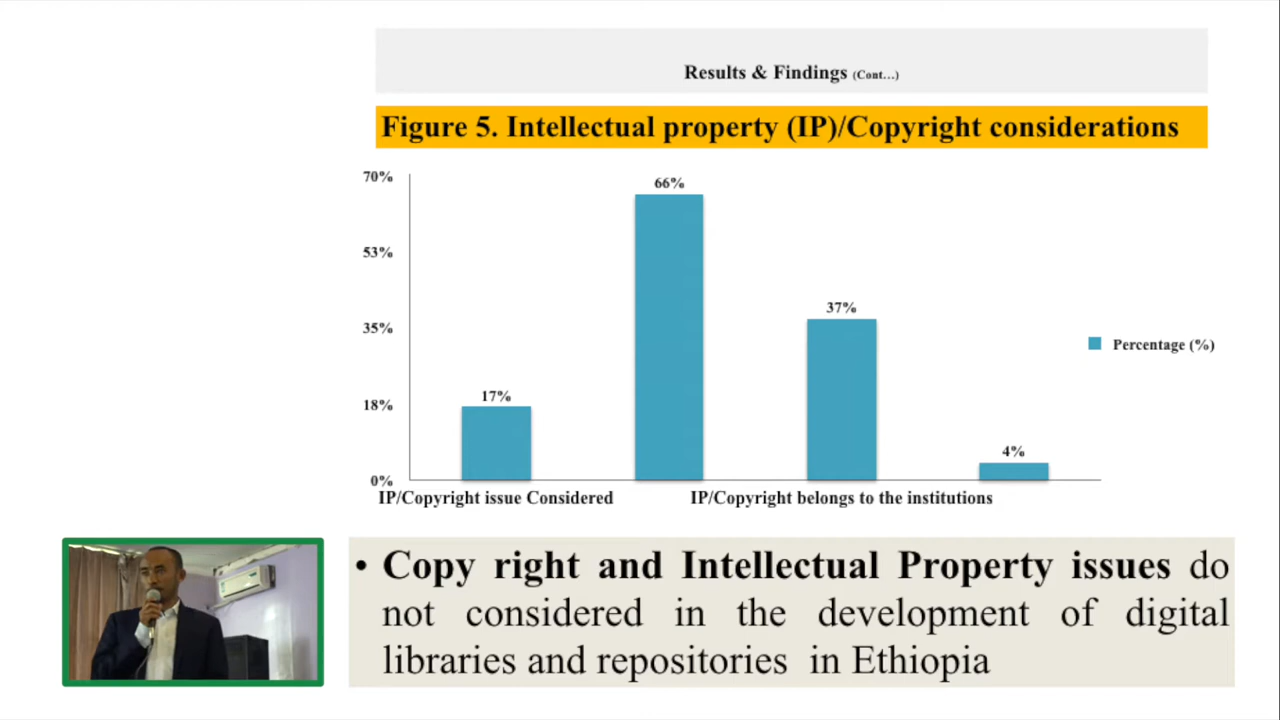 Results & Findings (Cont...)
Figure 5. Intellectual property (IP)/Copyright considerations
70%
53%
35%
18%
0%
17%
66%
37%
4%
IP/Copyright issue Considered
IP/Copyright belongs to the institutions
Percentage (%)
• Copy right and Intellectual Property issues do
not considered in the development of digital
libraries and repositories in Ethiopia